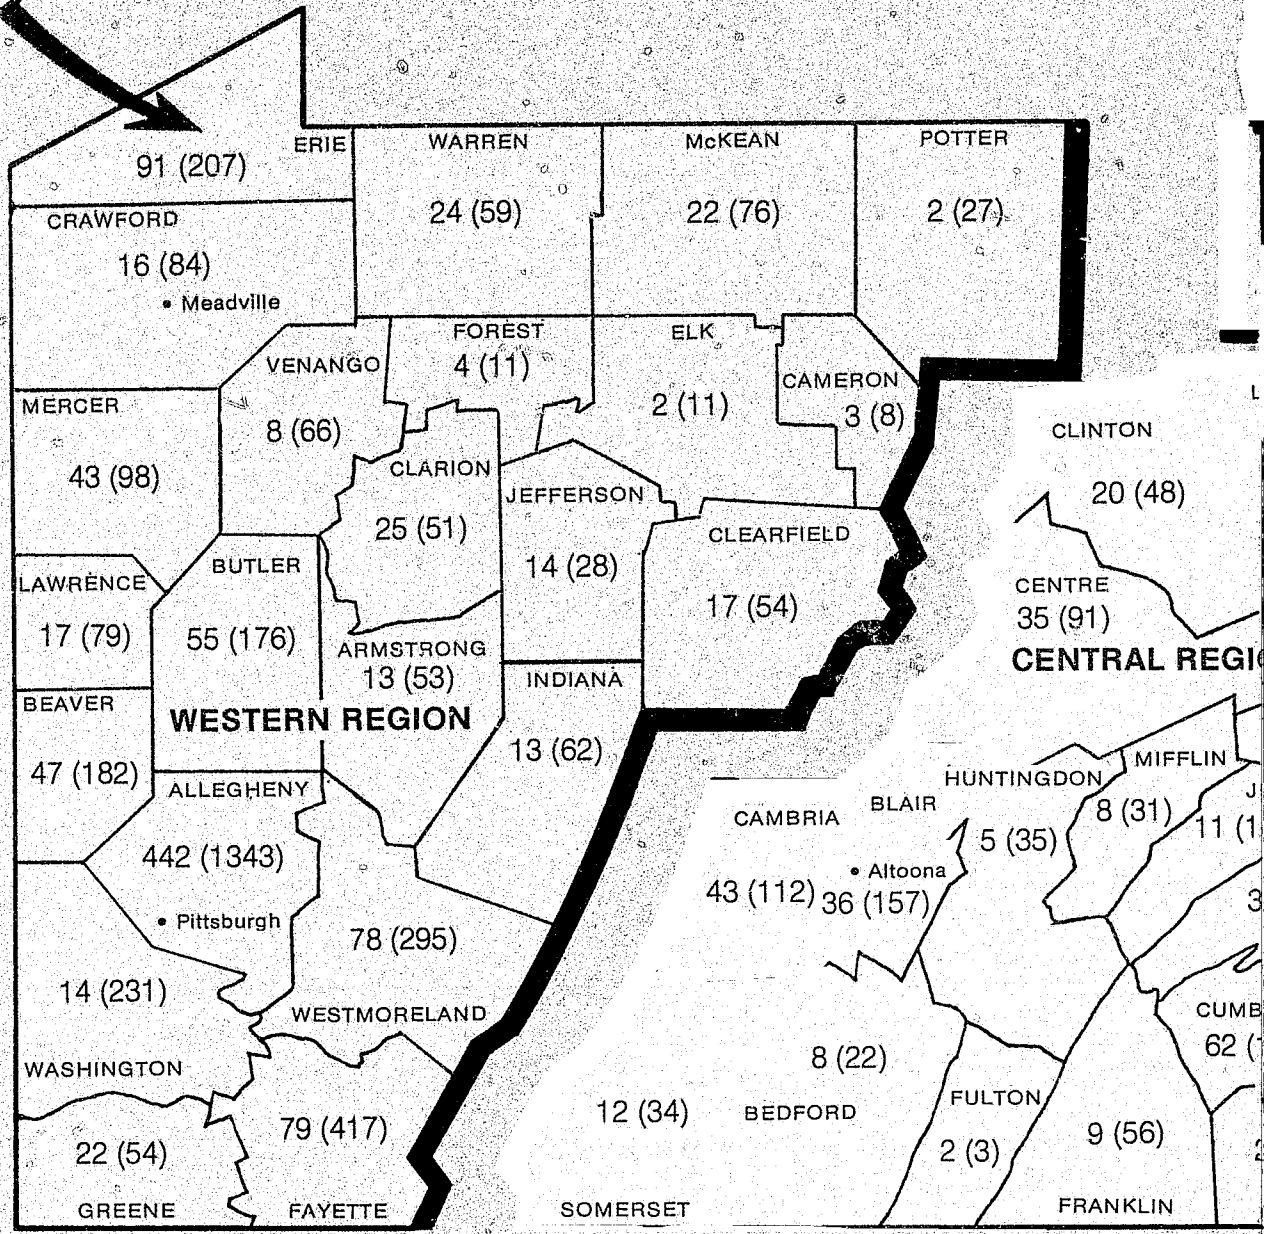 ERIE
91 (207)
WARREN
24 (59)
McKEAN
22 (76)
POTTER
2 (27)
CRAWFORD
16 (84)
Meadville
VENANGO
8 (66)
FOREST
4 (11)
ELK
2 (11)
CAMERON
3 (8)
MERCER
43 (98)
CLARION
25 (51)
JEFFERSON
14 (28)
CLEARFIELD
17 (54)
L
CLINTON
20 (48)
LAWRENCE
17 (79)
BUTLER
55 (176)
ARMSTRONG
13 (53)
INDIANA
13 (62)
CENTRE
35 (91)
CENTRAL REGI
WESTERN REGION
BEAVER
47 (182)
ALLEGHENY
442 (1343)
Pittsburgh
78 (295)
WESTMORELAND
CAMBRIA
43 (112)
BLAIR
Altoona
36 (157)
HUNTINGDON
5 (35)
MIFFLIN
8 (31)
J
11 (1
3
14 (231)
WASHINGTON
22 (54)
GREENE
79 (417)
FAYETTE
12 (34)
SOMERSET
8 (22)
BEDFORD
FULTON
2 (3)
9 (56)
FRANKLIN
CUMB
62 (
2